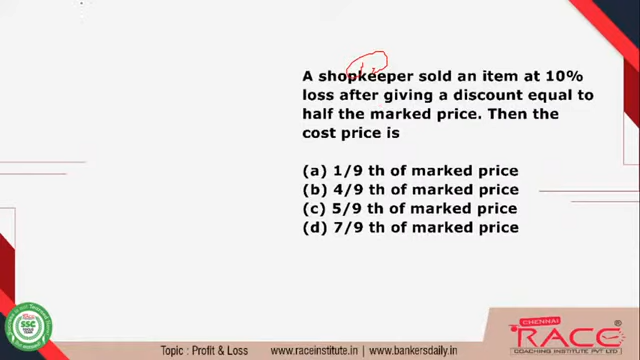 A shopkeeper sold an item at 10%
loss after giving a discount equal to
half the marked price. Then the
cost price is
(a) 1/9 th of marked price
(b) 4/9 th of marked price
(c) 5/9 th of marked price
(d) 7/9 th of marked price
SSC
CHENNAI
RACE
COACHING INSTITUTE PVT LTD
Topic : Profit & Loss
www.raceinstitute.in | www.bankersdaily.in